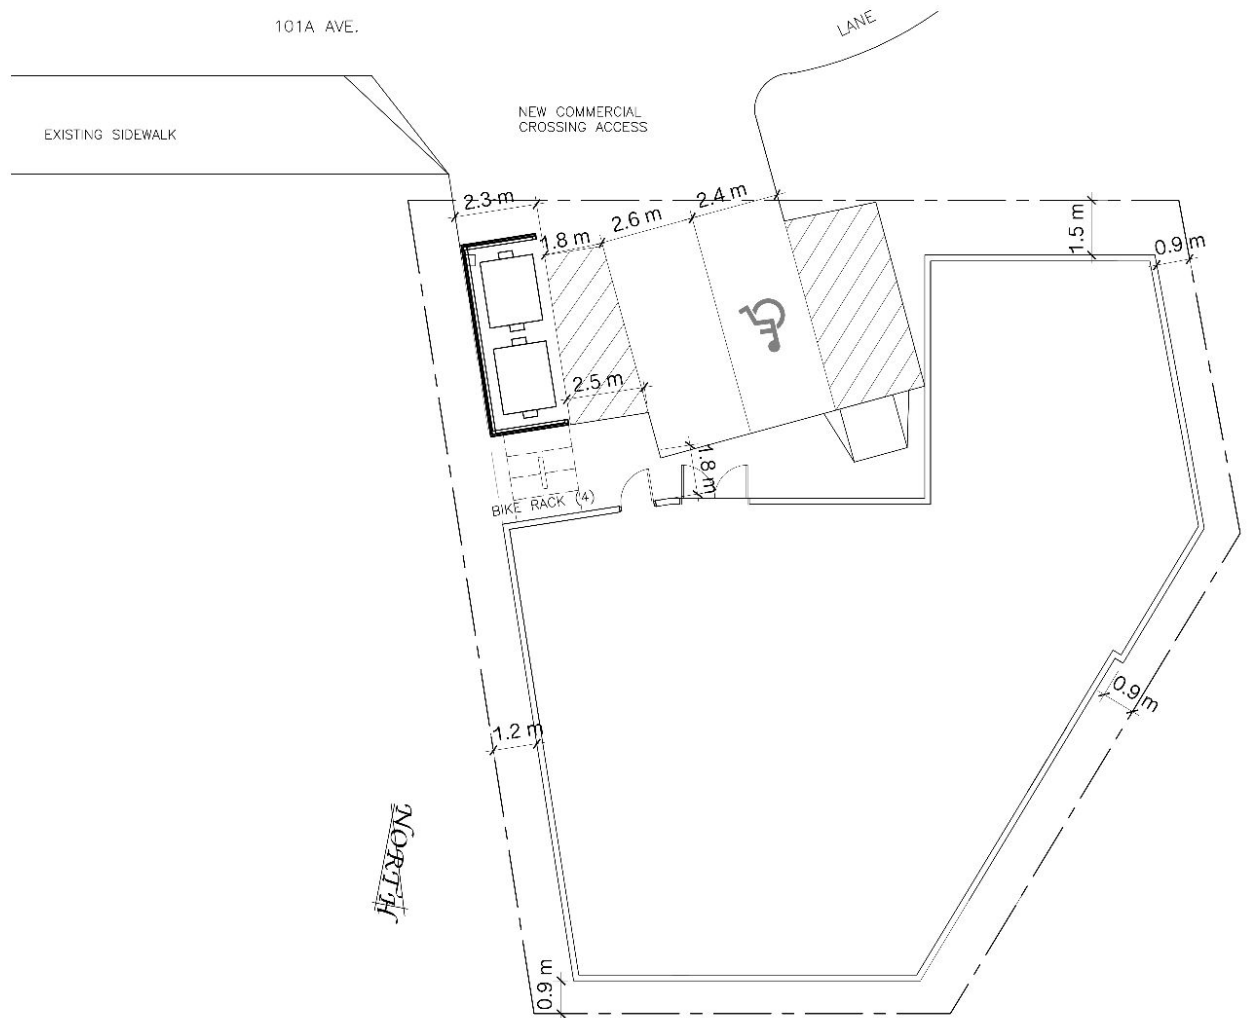 101A AVE.
LANE
NEW COMMERCIAL
CROSSING ACCESS
EXISTING SIDEWALK
2.3 m
2.4 m
2.6 m
1.8 m
1.5 m
0.9 m
2.5 m
1.8 m
BIKE RACK (4)
0.9 m
1.2 m
NORTH
0.9 m